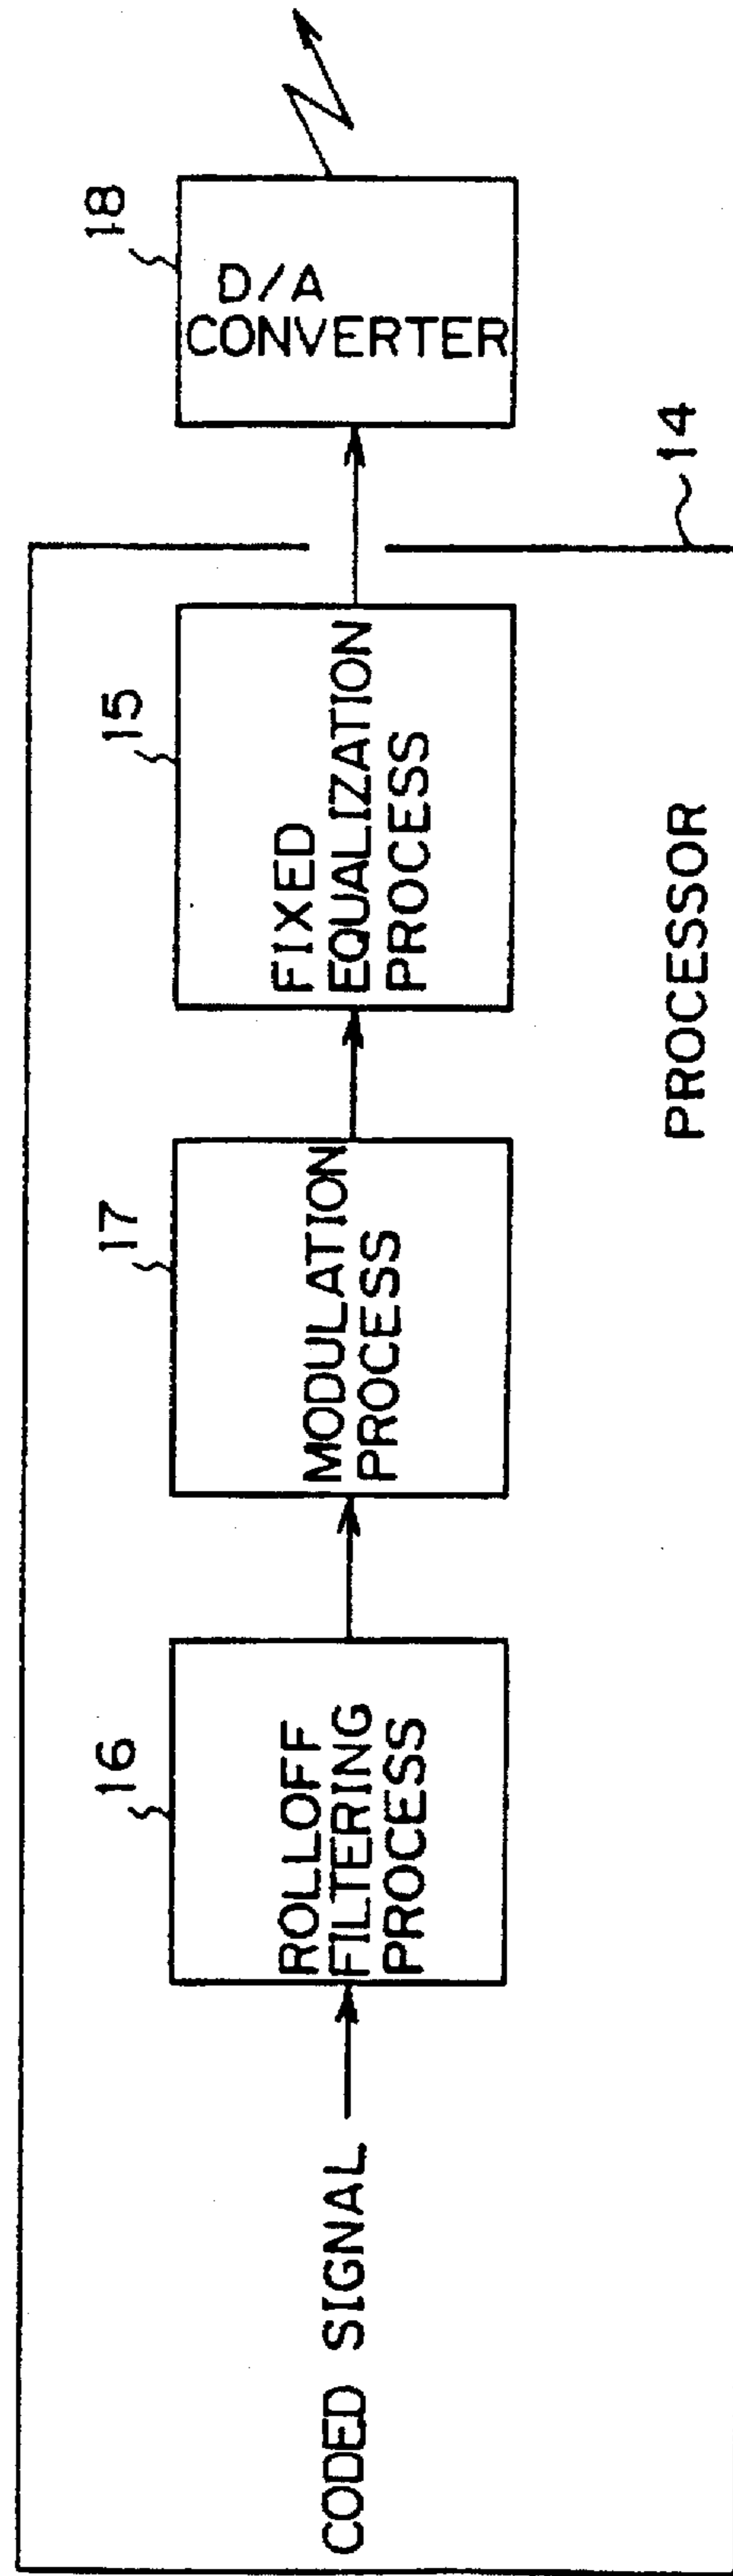 CODED SIGNAL
16
ROLLOFF
FILTERING
PROCESS
17
MODULATION
PROCESS
15
FIXED
EQUALIZATION
PROCESS
18
D/A
CONVERTER
14
PROCESSOR